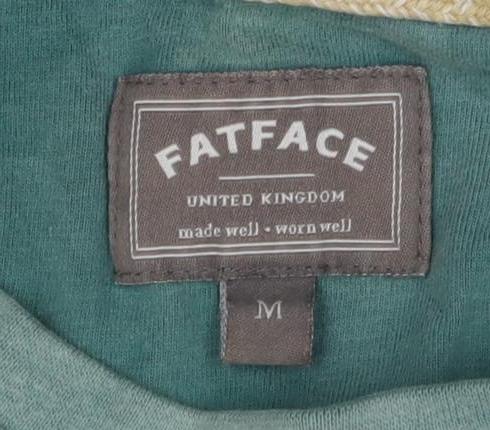 FATFACE
UNITED KINGDOM
made well • worn well
M